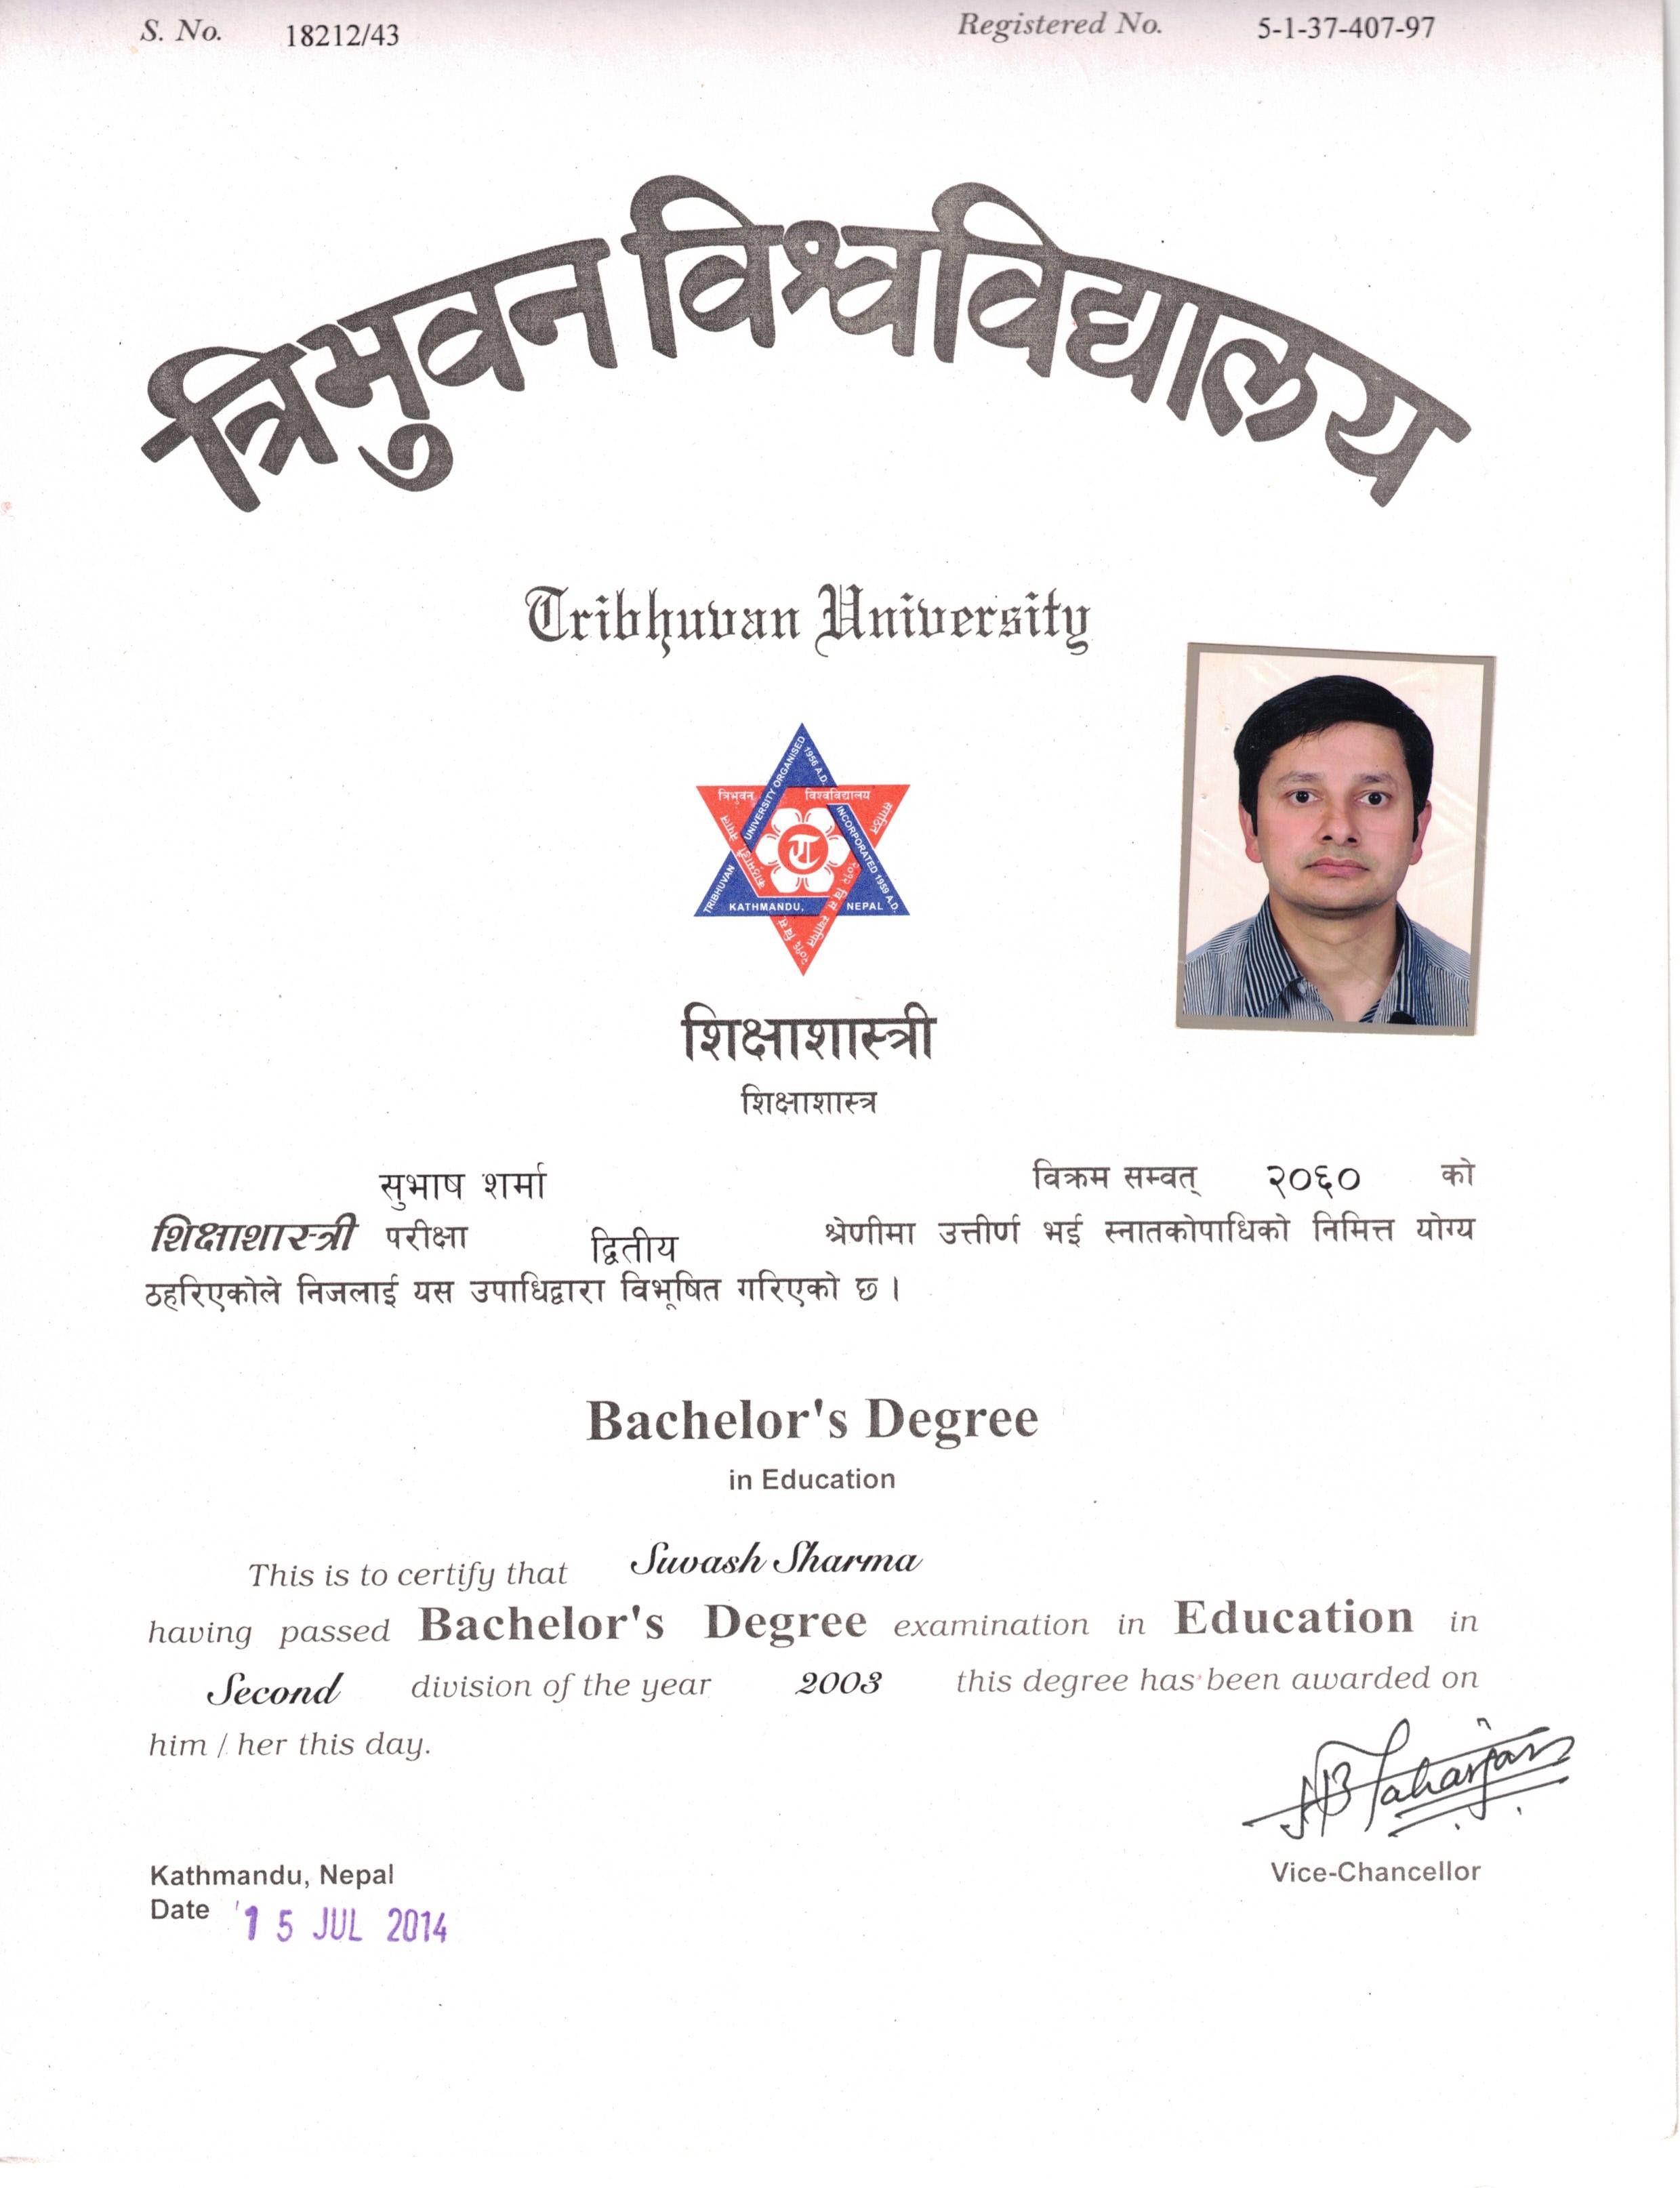 S. No. 18212/43 Registered No. 5-1-37-407-97
त्रिभुवन विश्वविद्यालय
Tribhuvan University
TRIBHUVAN UNIVERSITY ORGANISED 1956 A.D. INCORPORATED 1959 A.D.
त्रिभुवन विश्वविद्यालय
KATHMANDU, NEPAL
शिक्षाशास्त्री
शिक्षाशास्त्र
सुभाष शर्मा विक्रम सम्वत् २०६० को
शिक्षाशास्त्री परीक्षा द्वितीय श्रेणीमा उत्तीर्ण भई स्नातकोपाधिको निमित्त योग्य
ठहरिएकोले निजलाई यस उपाधिद्वारा विभूषित गरिएको छ ।
Bachelor's Degree
in Education
This is to certify that Suvash Sharma
having passed Bachelor's Degree examination in Education in
Second division of the year 2003 this degree has been awarded on
him / her this day.
Kathmandu, Nepal Vice-Chancellor
Date 15 JUL 2014